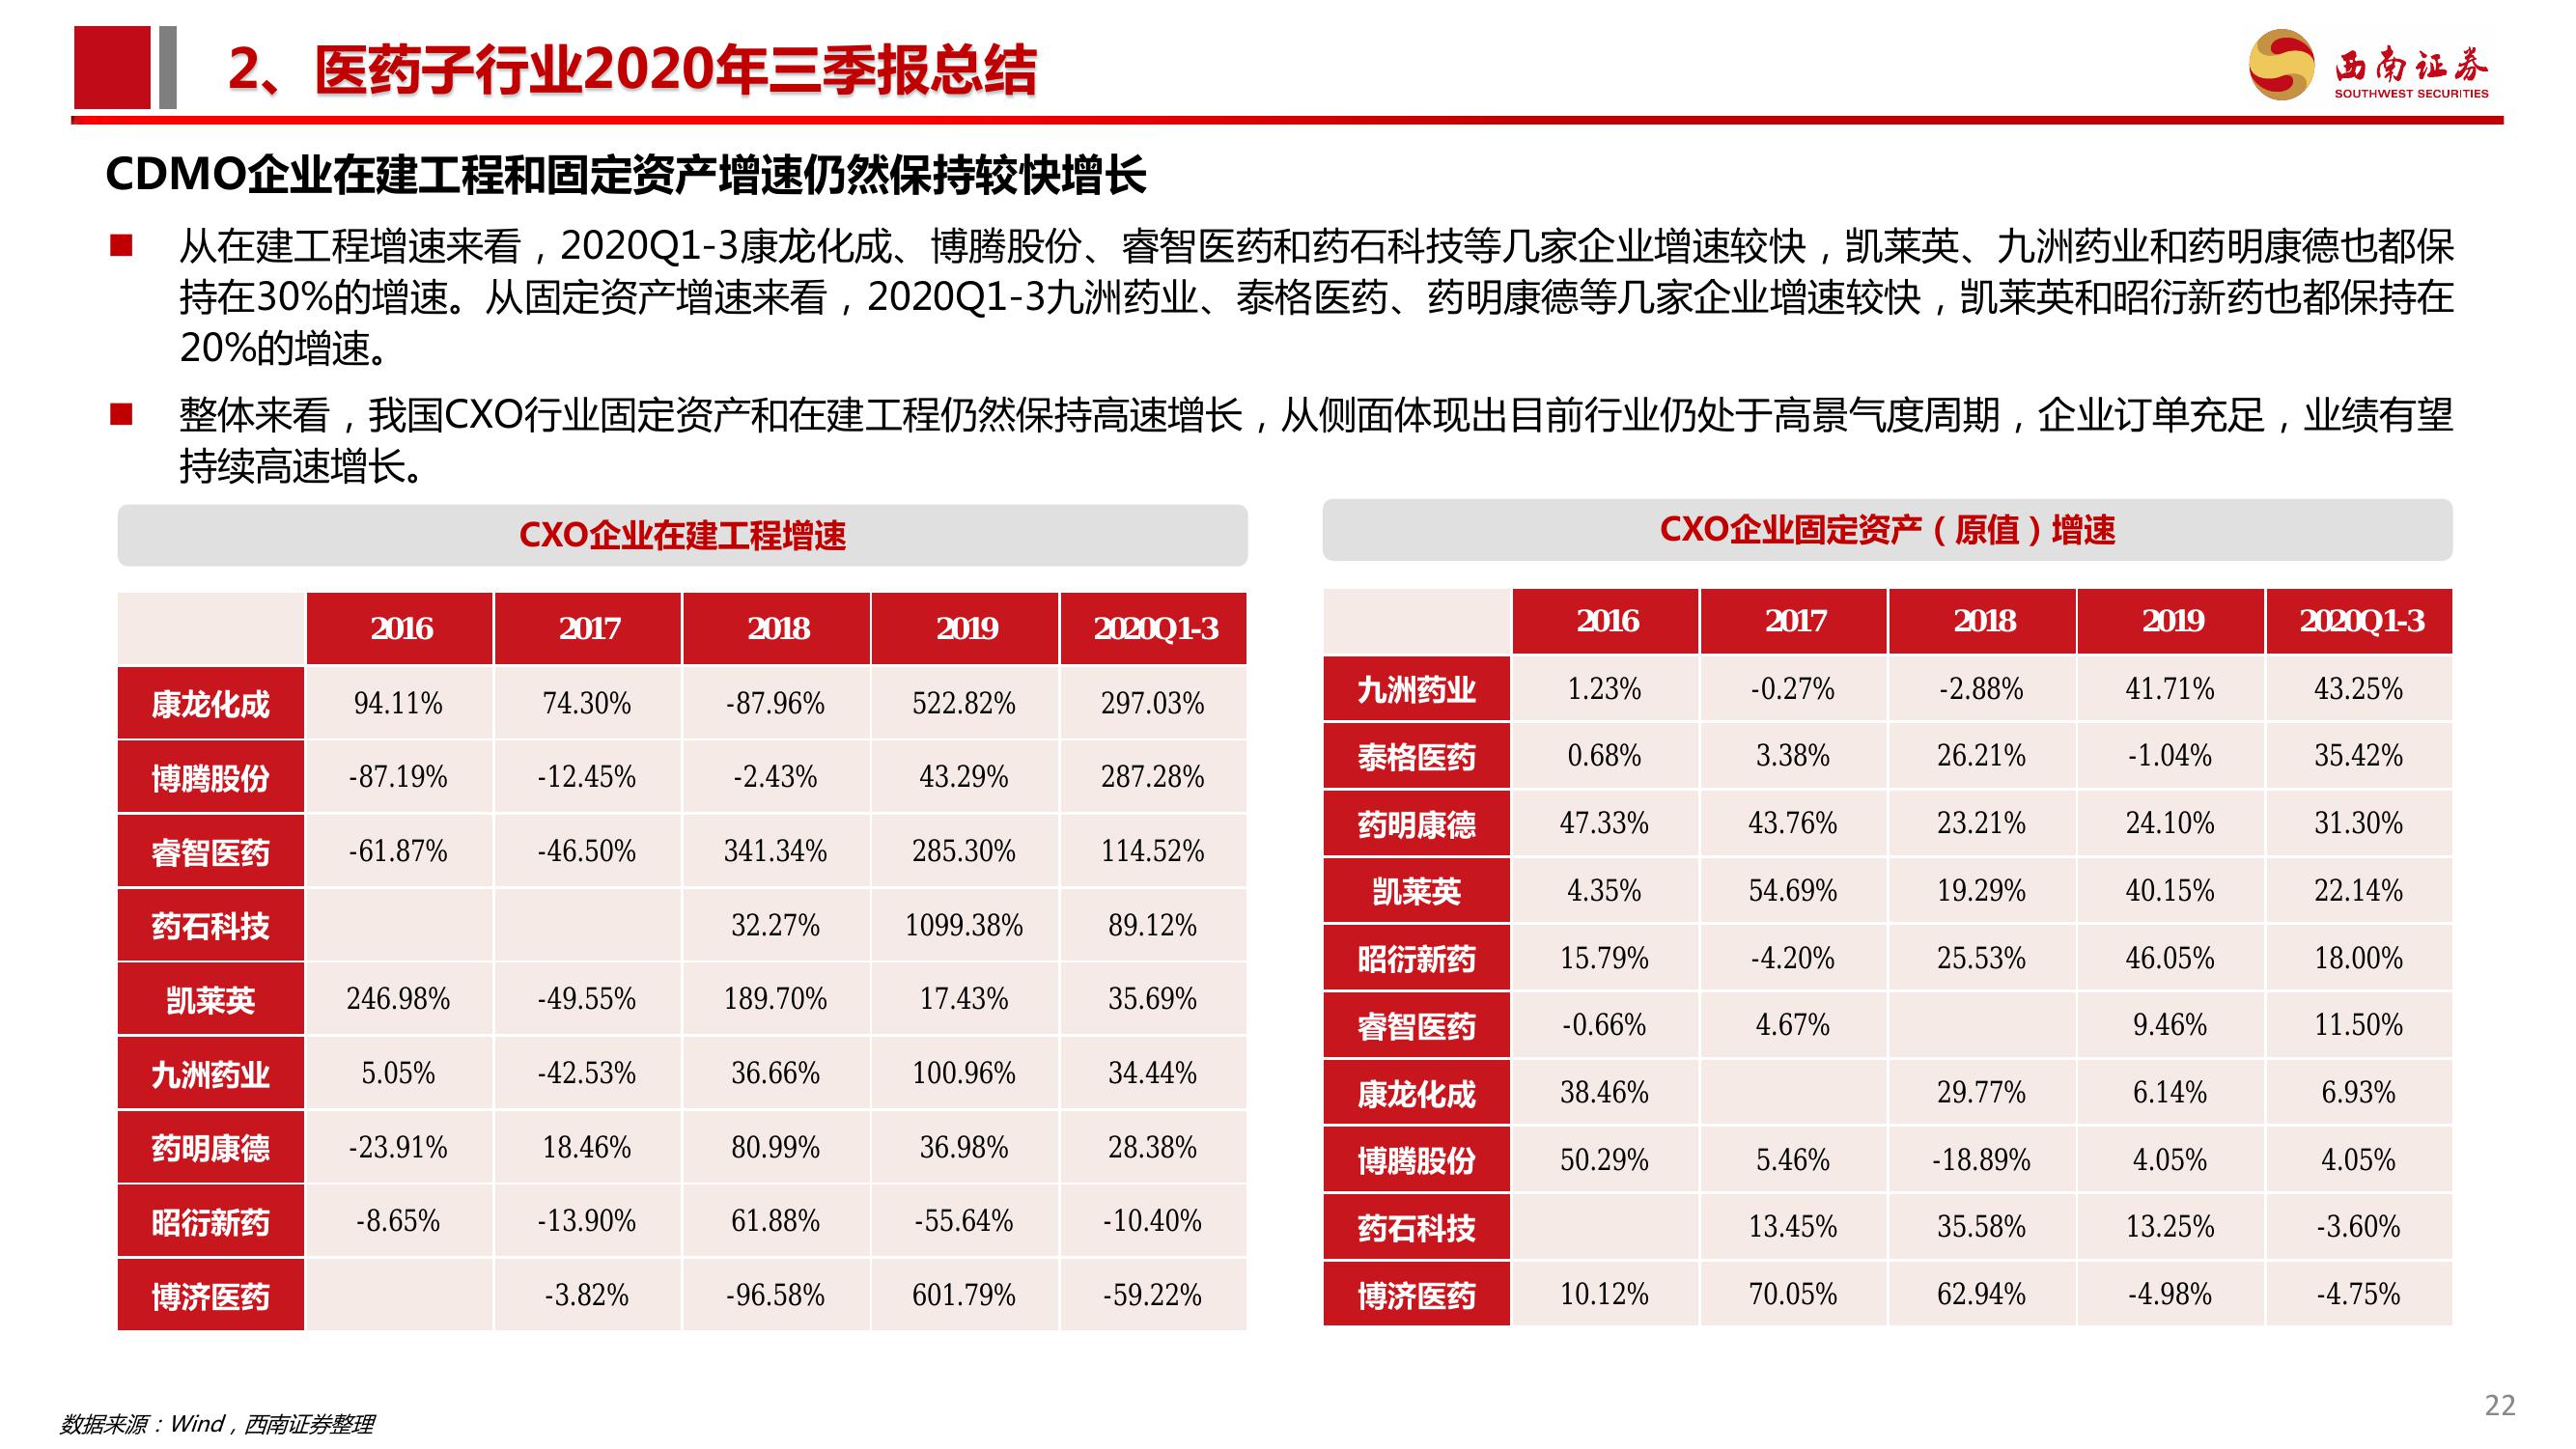 2、医药子行业2020年三季报总结
西南证券
SOUTHWEST SECURITIES
CDMO企业在建工程和固定资产增速仍然保持较快增长
从在建工程增速来看，2020Q1-3康龙化成、博腾股份、睿智医药和药石科技等几家企业增速较快，凯莱英、九洲药业和药明康德也都保
持在30%的增速。从固定资产增速来看，2020Q1-3九洲药业、泰格医药、药明康德等几家企业增速较快，凯莱英和昭衍新药也都保持在
20%的增速。
整体来看，我国CXO行业固定资产和在建工程仍然保持高速增长，从侧面体现出目前行业仍处于高景气度周期，企业订单充足，业绩有望
持续高速增长。
CXO企业在建工程增速
2016 2017 2018 2019 2020Q1-3
康龙化成 94.11% 74.30% -87.96% 522.82% 297.03%
博腾股份 -87.19% -12.45% -2.43% 43.29% 287.28%
睿智医药 -61.87% -46.50% 341.34% 285.30% 114.52%
药石科技 32.27% 1099.38% 89.12%
凯莱英 246.98% -49.55% 189.70% 17.43% 35.69%
九洲药业 5.05% -42.53% 36.66% 100.96% 34.44%
药明康德 -23.91% 18.46% 80.99% 36.98% 28.38%
昭衍新药 -8.65% -13.90% 61.88% -55.64% -10.40%
博济医药 -3.82% -96.58% 601.79% -59.22%
CXO企业固定资产（原值）增速
2016 2017 2018 2019 2020Q1-3
九洲药业 1.23% -0.27% -2.88% 41.71% 43.25%
泰格医药 0.68% 3.38% 26.21% -1.04% 35.42%
药明康德 47.33% 43.76% 23.21% 24.10% 31.30%
凯莱英 4.35% 54.69% 19.29% 40.15% 22.14%
昭衍新药 15.79% -4.20% 25.53% 46.05% 18.00%
睿智医药 -0.66% 4.67% 9.46% 11.50%
康龙化成 38.46% 29.77% 6.14% 6.93%
博腾股份 50.29% 5.46% -18.89% 4.05% 4.05%
药石科技 13.45% 35.58% 13.25% -3.60%
博济医药 10.12% 70.05% 62.94% -4.98% -4.75%
数据来源：Wind，西南证券整理
22